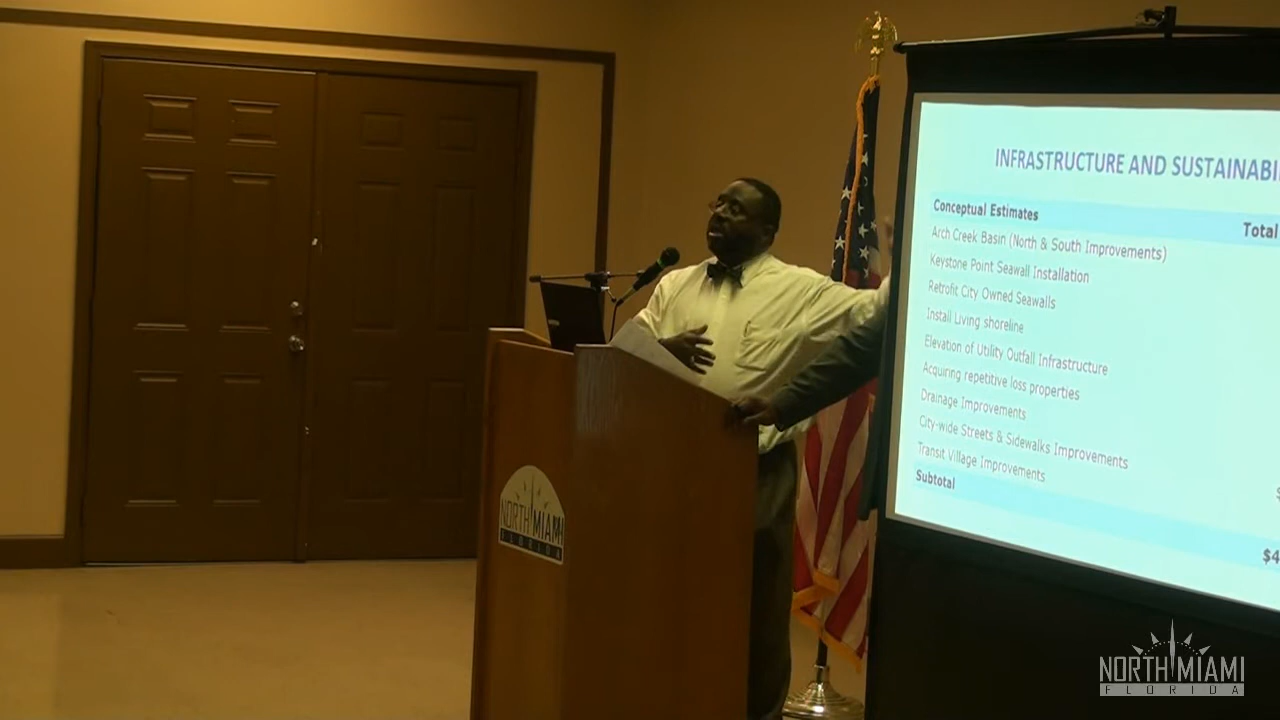 INFRASTRUCTURE AND SUSTAINABI
Conceptual Estimates
Total
Arch Creek Basin (North & South Improvements)
Keystone Point Seawall Installation
Retrofit City Owned Seawalls
Install Living shoreline
Elevation of Utility Outfall Infrastructure
Acquiring repetitive loss properties
Drainage Improvements
City-wide Streets & Sidewalks Improvements
Transit Village Improvements
Subtotal
$
$4
NORTH MIAMI
FLORIDA
NORTH MIAMI
FLORIDA